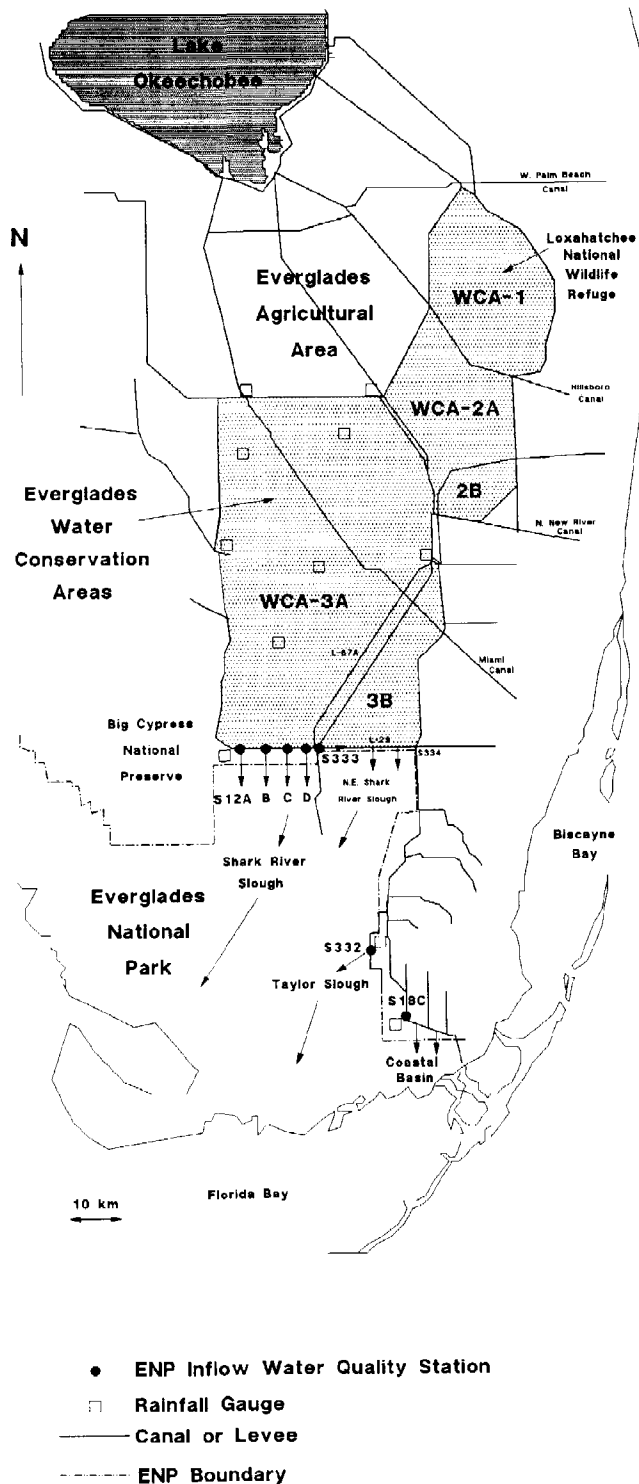 Lake
Okeechobee
W. Palm Beach
Canal
N
Loxahatchee
National
Wildlife
Refuge
Everglades
Agricultural
Area
WCA-1
Hillsboro
Canal
WCA-2A
2B
N. New River
Canal
Everglades
Water
Conservation
Areas
WCA-3A
L-67A
Miami
Canal
3B
Big Cypress
National
Preserve
L-29
S333
S334
S12A B C D
N.E. Shark
River Slough
Biscayne
Bay
Shark River
Slough
Everglades
National
Park
S332
Taylor Slough
S18C
Coastal
Basin
10 km
Florida Bay
ENP Inflow Water Quality Station
Rainfall Gauge
Canal or Levee
ENP Boundary